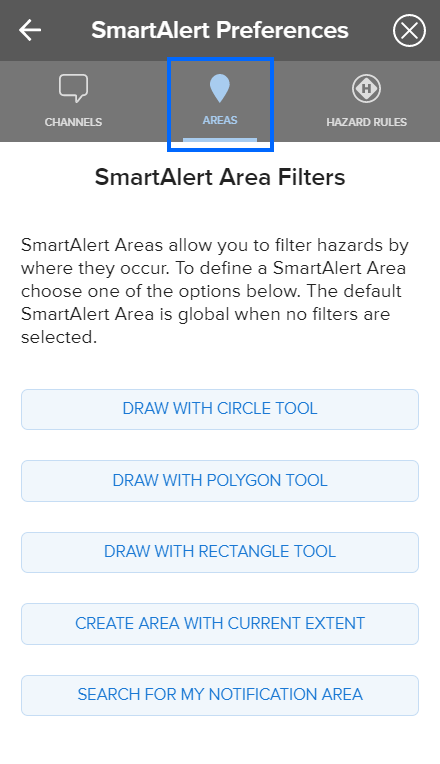 SmartAlert Preferences
CHANNELS
AREAS
H
HAZARD RULES
SmartAlert Area Filters
SmartAlert Areas allow you to filter hazards by
where they occur. To define a SmartAlert Area
choose one of the options below. The default
SmartAlert Area is global when no filters are
selected.
DRAW WITH CIRCLE TOOL
DRAW WITH POLYGON TOOL
DRAW WITH RECTANGLE TOOL
CREATE AREA WITH CURRENT EXTENT
SEARCH FOR MY NOTIFICATION AREA